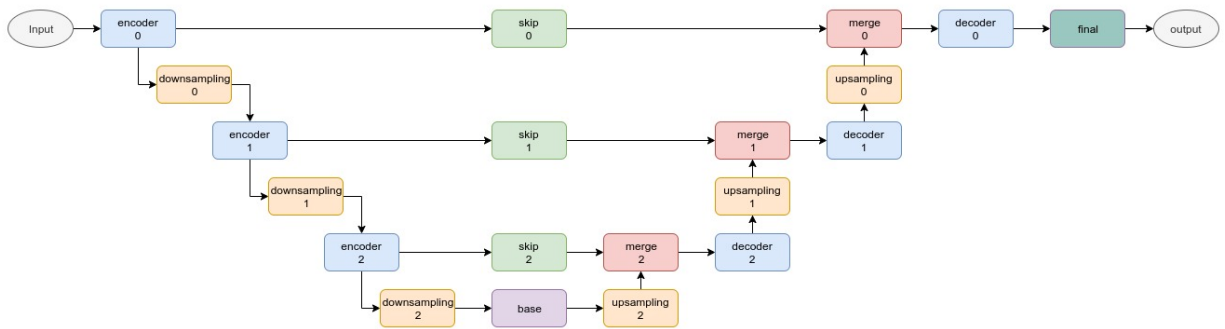 Input
encoder
0
skip
0
merge
0
decoder
0
final
output
downsampling
0
upsampling
0
encoder
1
skip
1
merge
1
decoder
1
downsampling
1
upsampling
1
encoder
2
skip
2
merge
2
decoder
2
downsampling
2
base
upsampling
2